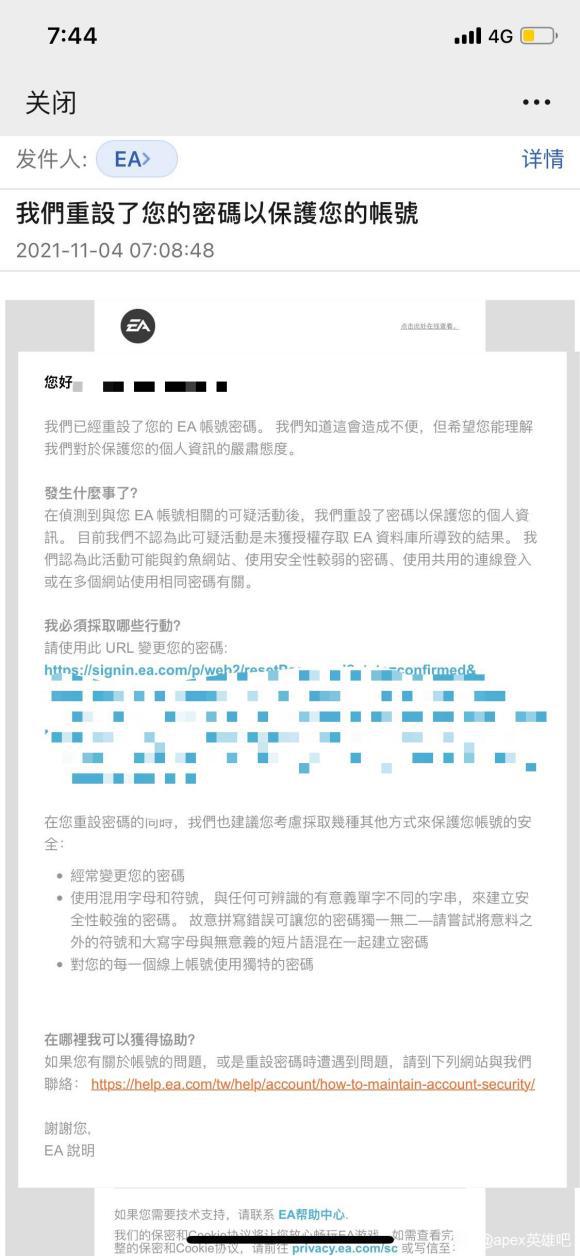 7:44
4G
关闭
发件人: EA>
详情
我們重設了您的密碼以保護您的帳號
2021-11-04 07:08:48
EA
点击此处在线查看。
您好
我們已經重設了您的 EA 帳號密碼。 我們知道這會造成不便，但希望您能理解
我們對於保護您的個人資訊的嚴肅態度。
發生什麼事了?
在偵測到與您 EA 帳號相關的可疑活動後，我們重設了密碼以保護您的個人資
訊。 目前我們不認為此可疑活動是未獲授權存取 EA 資料庫所導致的結果。 我
們認為此活動可能與釣魚網站、使用安全性較弱的密碼、使用共用的連線登入
或在多個網站使用相同密碼有關。
我必須採取哪些行動?
請使用此 URL 變更您的密碼:
https://signin.ea.com/p/web2/
=confirmed&
在您重設密碼的同時，我們也建議您考慮採取幾種其他方式來保護您帳號的安
全：
• 經常變更您的密碼
• 使用混用字母和符號，與任何可辨識的有意義單字不同的字串，來建立安
全性較強的密碼。 故意拼寫錯誤可讓您的密碼獨一無二—請嘗試將意料之
外的符號和大寫字母與無意義的短片語混在一起建立密碼
• 對您的每一個線上帳號使用獨特的密碼
在哪裡我可以獲得協助?
如果您有關於帳號的問題，或是重設密碼時遭遇到問題，請到下列網站與我們
聯絡： https://help.ea.com/tw/help/account/how-to-maintain-account-security/
謝謝您,
EA 說明
如果您需要技术支持，请联系 EA帮助中心.
我们的保密和Cookie协议将让您放心畅玩EA游戏。如需查看完
整的保密和Cookie协议，请前往 privacy.ea.com/sc 或写信至:
@apex英雄吧